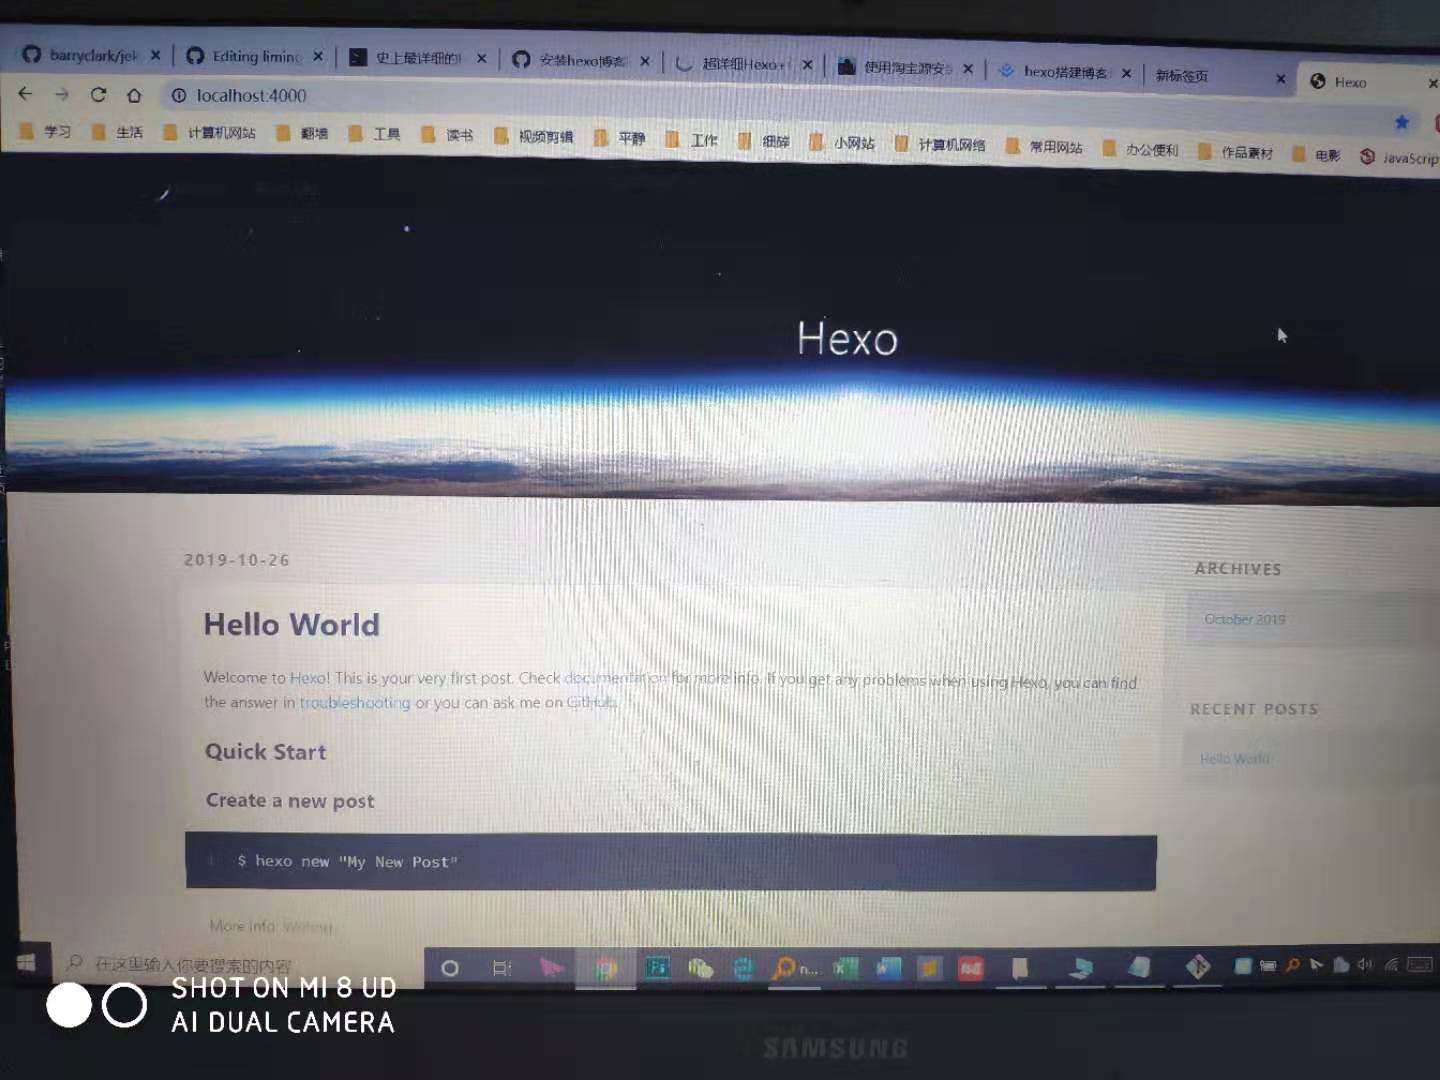 barryclark/jek
Editing liming
史上最详细的
安装hexo博客
超详细Hexo+
使用淘宝源安
hexo搭建博客
新标签页
Hexo
localhost:4000
学习
生活
计算机网站
翻墙
工具
读书
视频剪辑
平静
工作
细碎
小网站
计算机网络
常用网站
办公便利
作品素材
电影
JavaScrip
Hexo
2019-10-26
Hello World
Welcome to Hexo! This is your very first post. Check documentation for more info. If you get any problems when using Hexo, you can find
the answer in troubleshooting or you can ask me on GitHub.
Quick Start
Create a new post
1 $ hexo new "My New Post"
More info: Writing
ARCHIVES
October 2019
RECENT POSTS
Hello World
在这里输入你要搜索的内容
Ps
n...
SHOT ON MI 8 UD
AI DUAL CAMERA
SAMSUNG